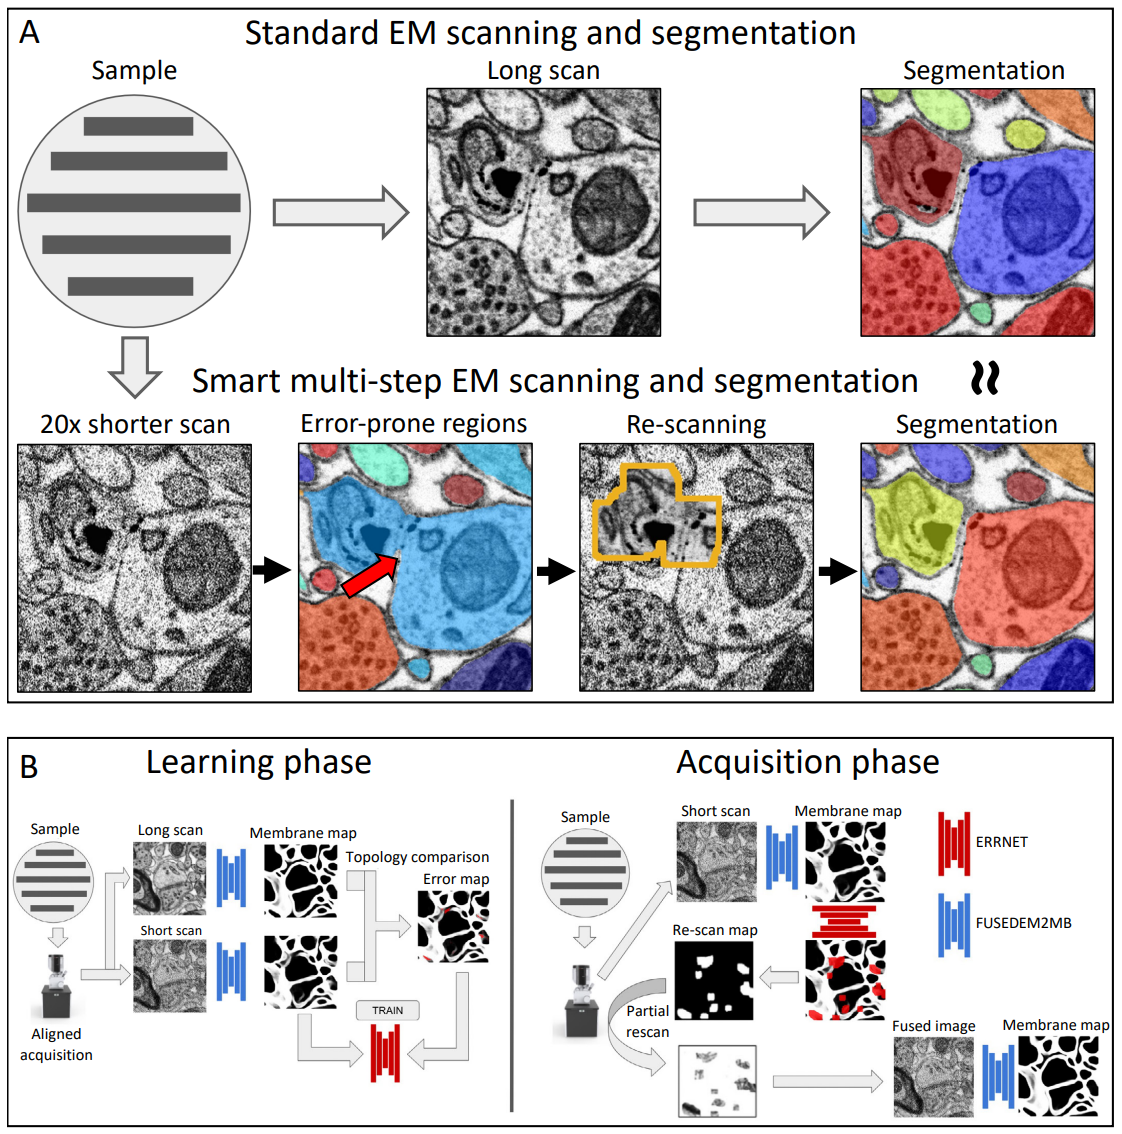 A
Standard EM scanning and segmentation
Sample
Long scan
Segmentation
Smart multi-step EM scanning and segmentation
≈
20x shorter scan
Error-prone regions
Re-scanning
Segmentation
B
Learning phase
Sample
Long scan
Membrane map
Topology comparison
Error map
Short scan
Aligned
acquisition
TRAIN
Acquisition phase
Sample
Short scan
Membrane map
ERRNET
FUSEDEM2MB
Re-scan map
Partial
rescan
Fused image
Membrane map